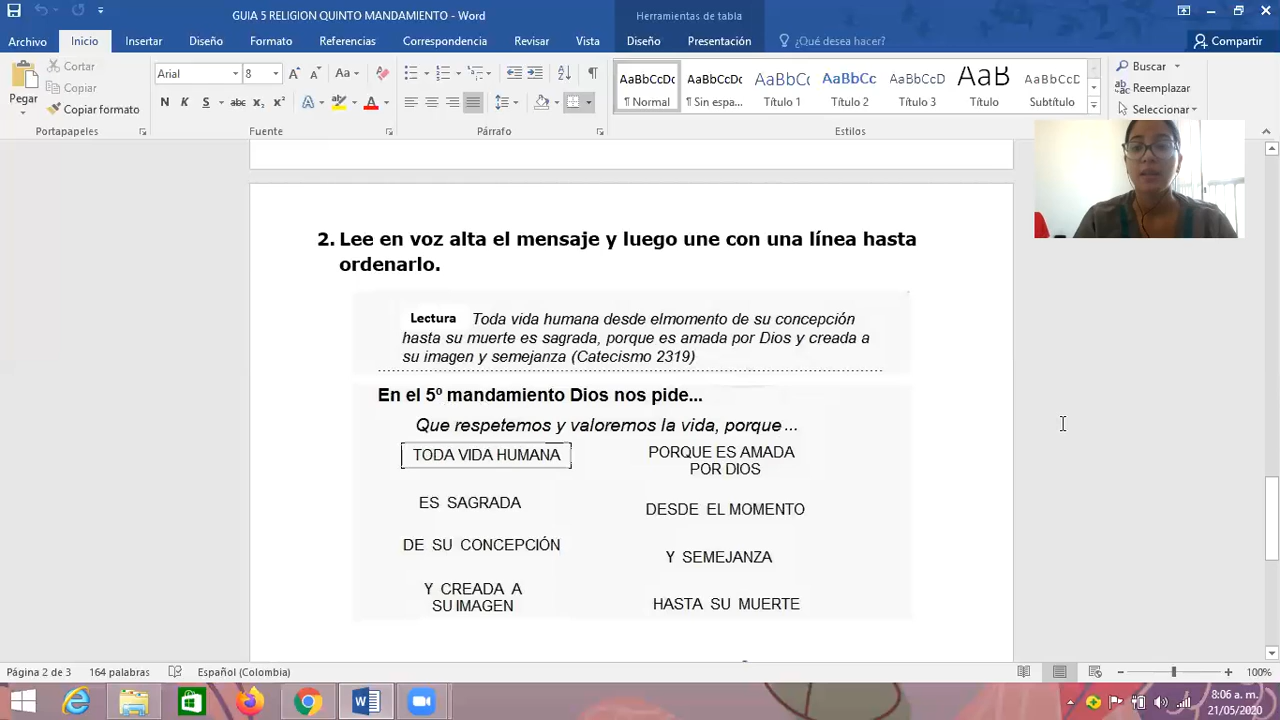 GUIA 5 RELIGION QUINTO MANDAMIENTO - Word
Herramientas de tabla
Archivo Inicio Insertar Diseño Formato Referencias Correspondencia Revisar Vista Diseño Presentación ¿Qué desea hacer? Compartir
Pegar
Cortar
Copiar
Copiar formato
Portapapeles
Arial 8
Aa
N K S abc x₂ x²
Fuente
Párrafo
AaBbCcDc AaBbCcDc AaBbCc AaBbCc AaBbCcD AaB AaBbCcD
¶ Normal ¶ Sin espa... Título 1 Título 2 Título 3 Título Subtítulo
Estilos
Buscar
Reemplazar
Seleccionar
2. Lee en voz alta el mensaje y luego une con una línea hasta
ordenarlo.
Lectura Toda vida humana desde elmomento de su concepción
hasta su muerte es sagrada, porque es amada por Dios y creada a
su imagen y semejanza (Catecismo 2319)
En el 5º mandamiento Dios nos pide...
Que respetemos y valoremos la vida, porque ...
TODA VIDA HUMANA
PORQUE ES AMADA
POR DIOS
ES SAGRADA
DESDE EL MOMENTO
DE SU CONCEPCIÓN
Y SEMEJANZA
Y CREADA A
SU IMAGEN
HASTA SU MUERTE
Página 2 de 3 164 palabras Español (Colombia) 100%
8:06 a. m.
21/05/2020